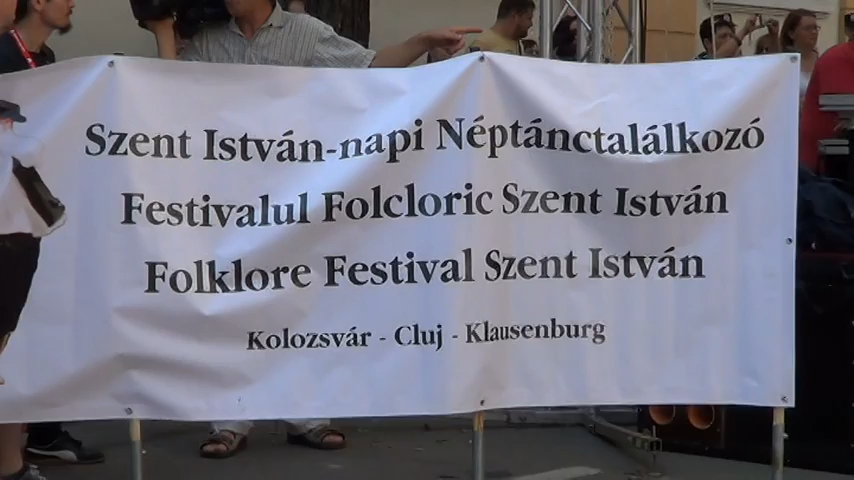 Szent István-napi Néptánctalálkozó
Festivalul Folcloric Szent István
Folklore Festival Szent István
Kolozsvár - Cluj - Klausenburg